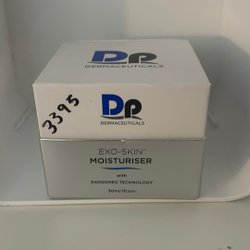 DP
DERMACEUTICALS
3395
DP
DERMACEUTICALS
EXO-SKIN™
MOISTURISER
with
EXOSOMES TECHNOLOGY